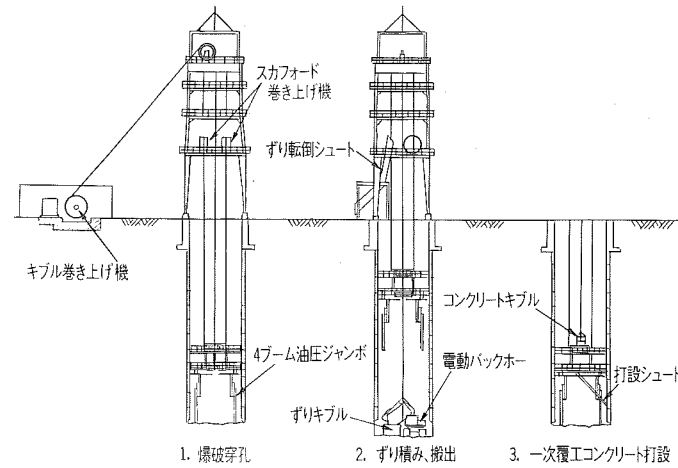 スカフォード
巻き上げ機
ずり転倒シュート
キブル巻き上げ機
コンクリートキブル
4ブーム油圧ジャンボ
電動バックホー
打設シュート
ずりキブル
1. 爆破穿孔
2. ずり積み、搬出
3. 一次覆工コンクリート打設